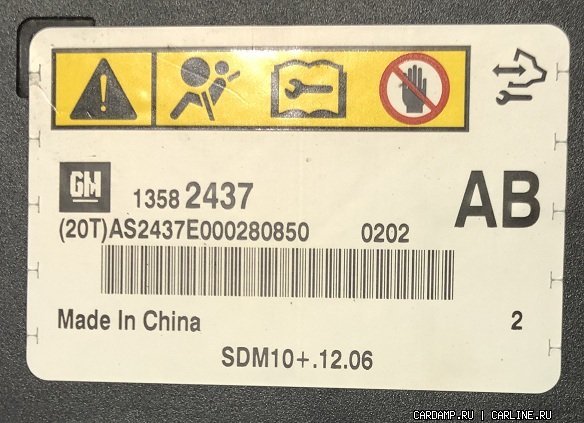 GM
1358 2437
AB
(20T)AS2437E000280850 0202
Made In China 2
SDM10+.12.06
CARDAMP.RU | CARLINE.RU